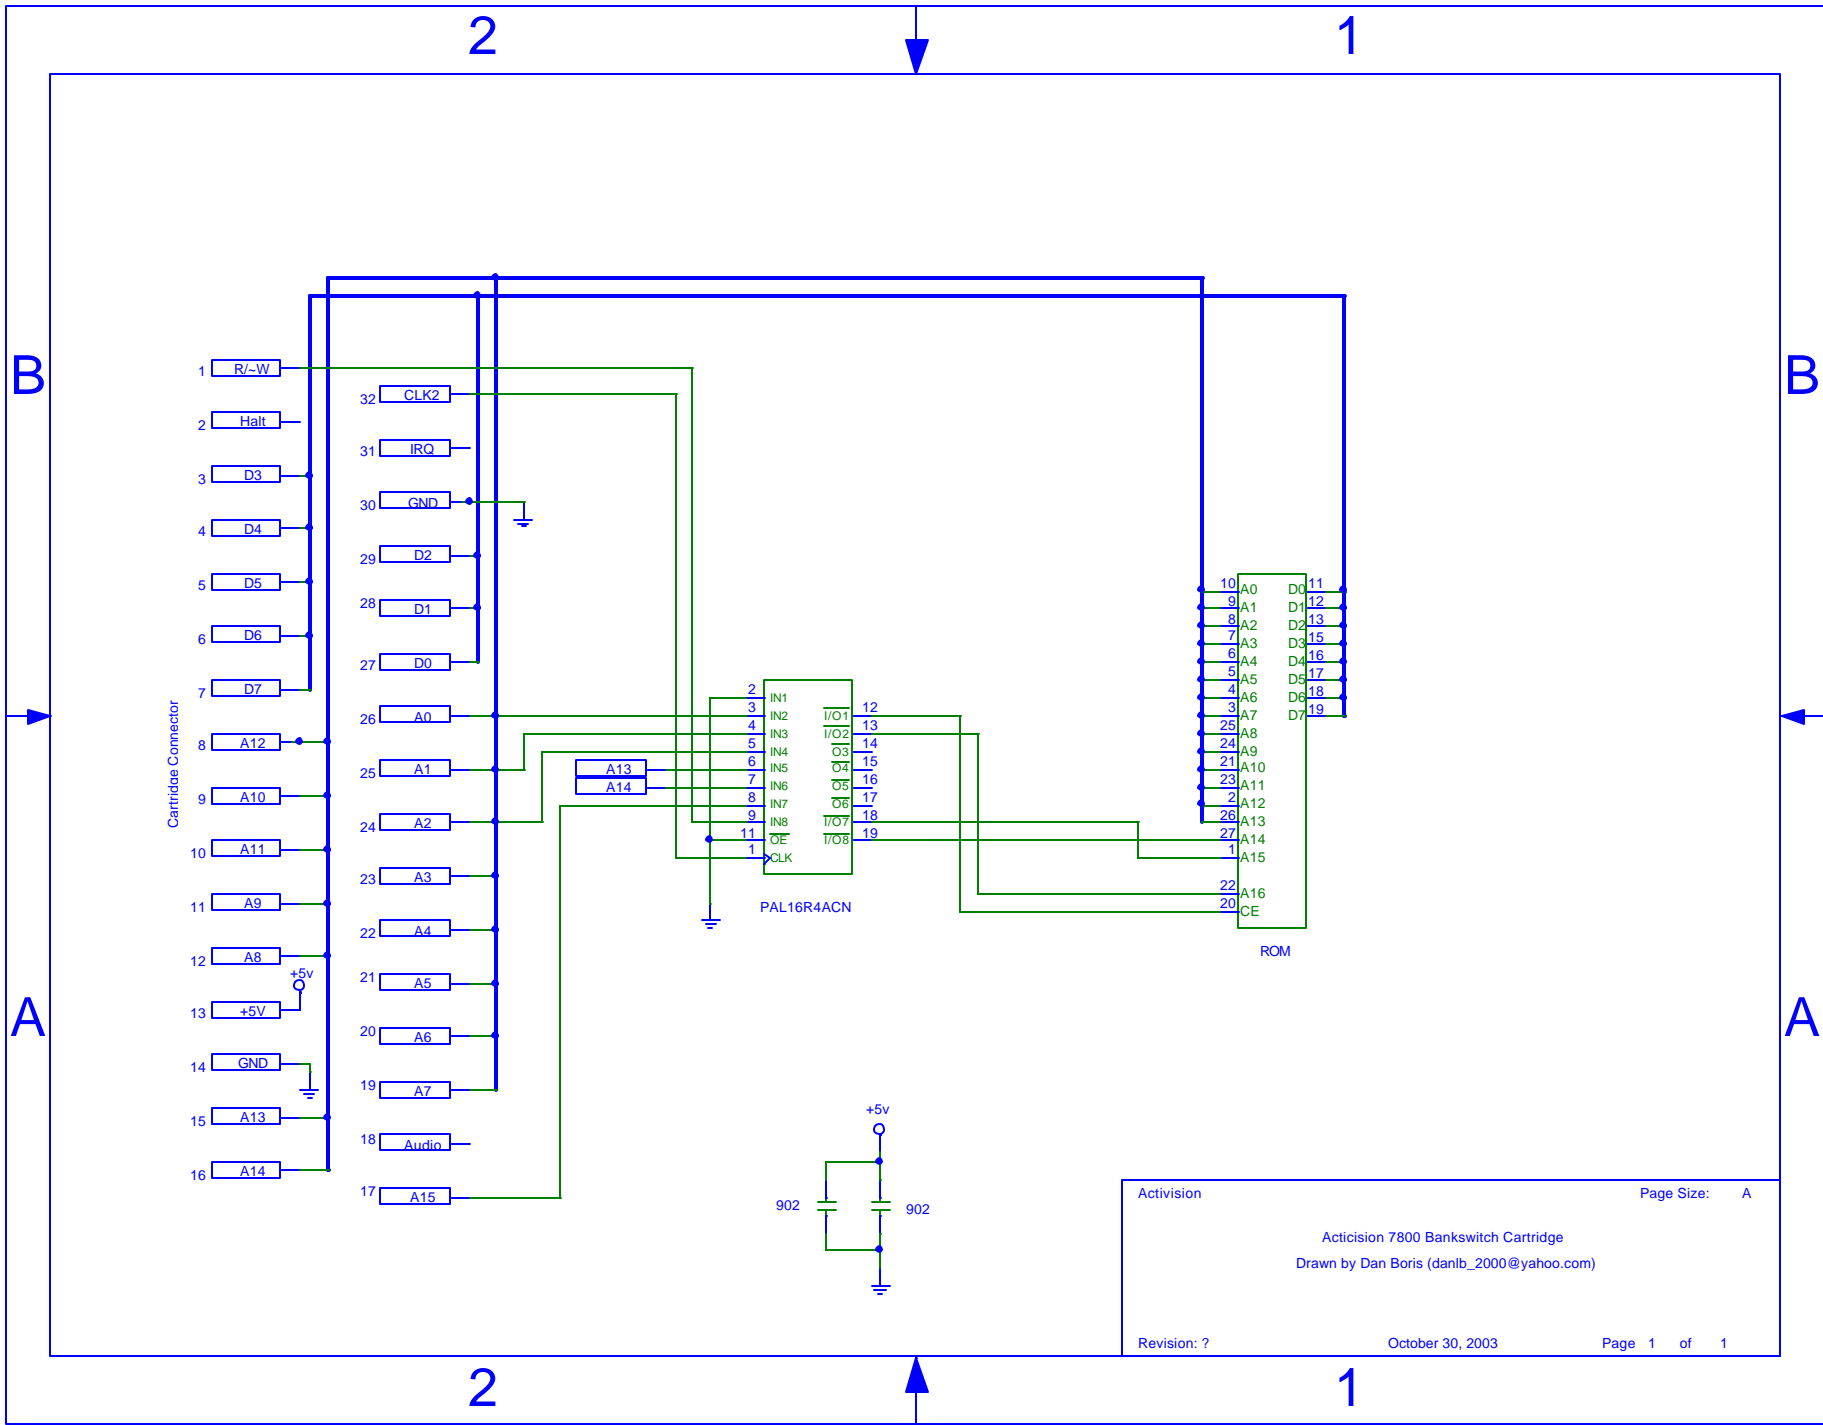 2 1
B B
A A
Cartridge Connector
1 R/~W
2 Halt
3 D3
4 D4
5 D5
6 D6
7 D7
8 A12
9 A10
10 A11
11 A9
12 A8
+5v
13 +5V
14 GND
15 A13
16 A14
32 CLK2
31 IRQ
30 GND
29 D2
28 D1
27 D0
26 A0
25 A1
24 A2
23 A3
22 A4
21 A5
20 A6
19 A7
18 Audio
17 A15
A13
A14
2 IN1
3 IN2
4 IN3
5 IN4
6 IN5
7 IN6
8 IN7
9 IN8
11 OE
1 CLK
I/O1 12
I/O2 13
O3 14
O4 15
O5 16
O6 17
I/O7 18
I/O8 19
PAL16R4ACN
10 A0
9 A1
8 A2
7 A3
6 A4
5 A5
4 A6
3 A7
25 A8
24 A9
21 A10
23 A11
2 A12
26 A13
27 A14
1 A15
22 A16
20 CE
D0 11
D1 12
D2 13
D3 15
D4 16
D5 17
D6 18
D7 19
ROM
+5v
902 902
Activision Page Size: A
Acticision 7800 Bankswitch Cartridge
Drawn by Dan Boris (danlb_2000@yahoo.com)
Revision: ? October 30, 2003 Page 1 of 1
2 1